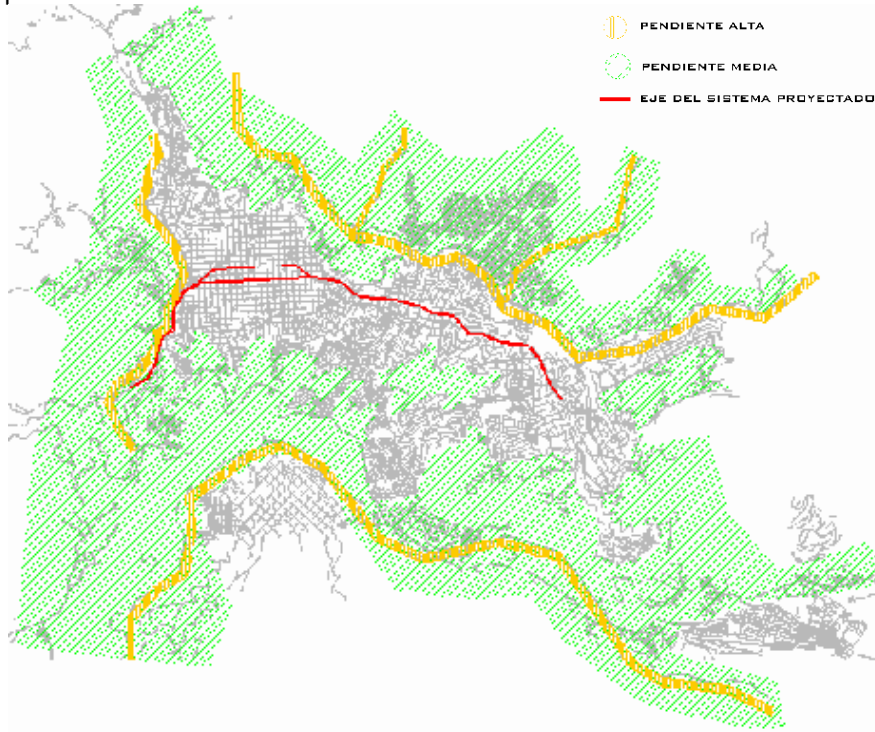 PENDIENTE ALTA
PENDIENTE MEDIA
EJE DEL SISTEMA PROYECTADO